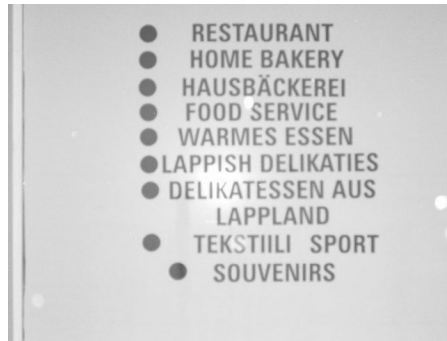 ● RESTAURANT
● HOME BAKERY
● HAUSBÄCKEREI
● FOOD SERVICE
● WARMES ESSEN
● LAPPISH DELIKATIES
● DELIKATESSEN AUS
LAPPLAND
● TEKSTIILI SPORT
● SOUVENIRS